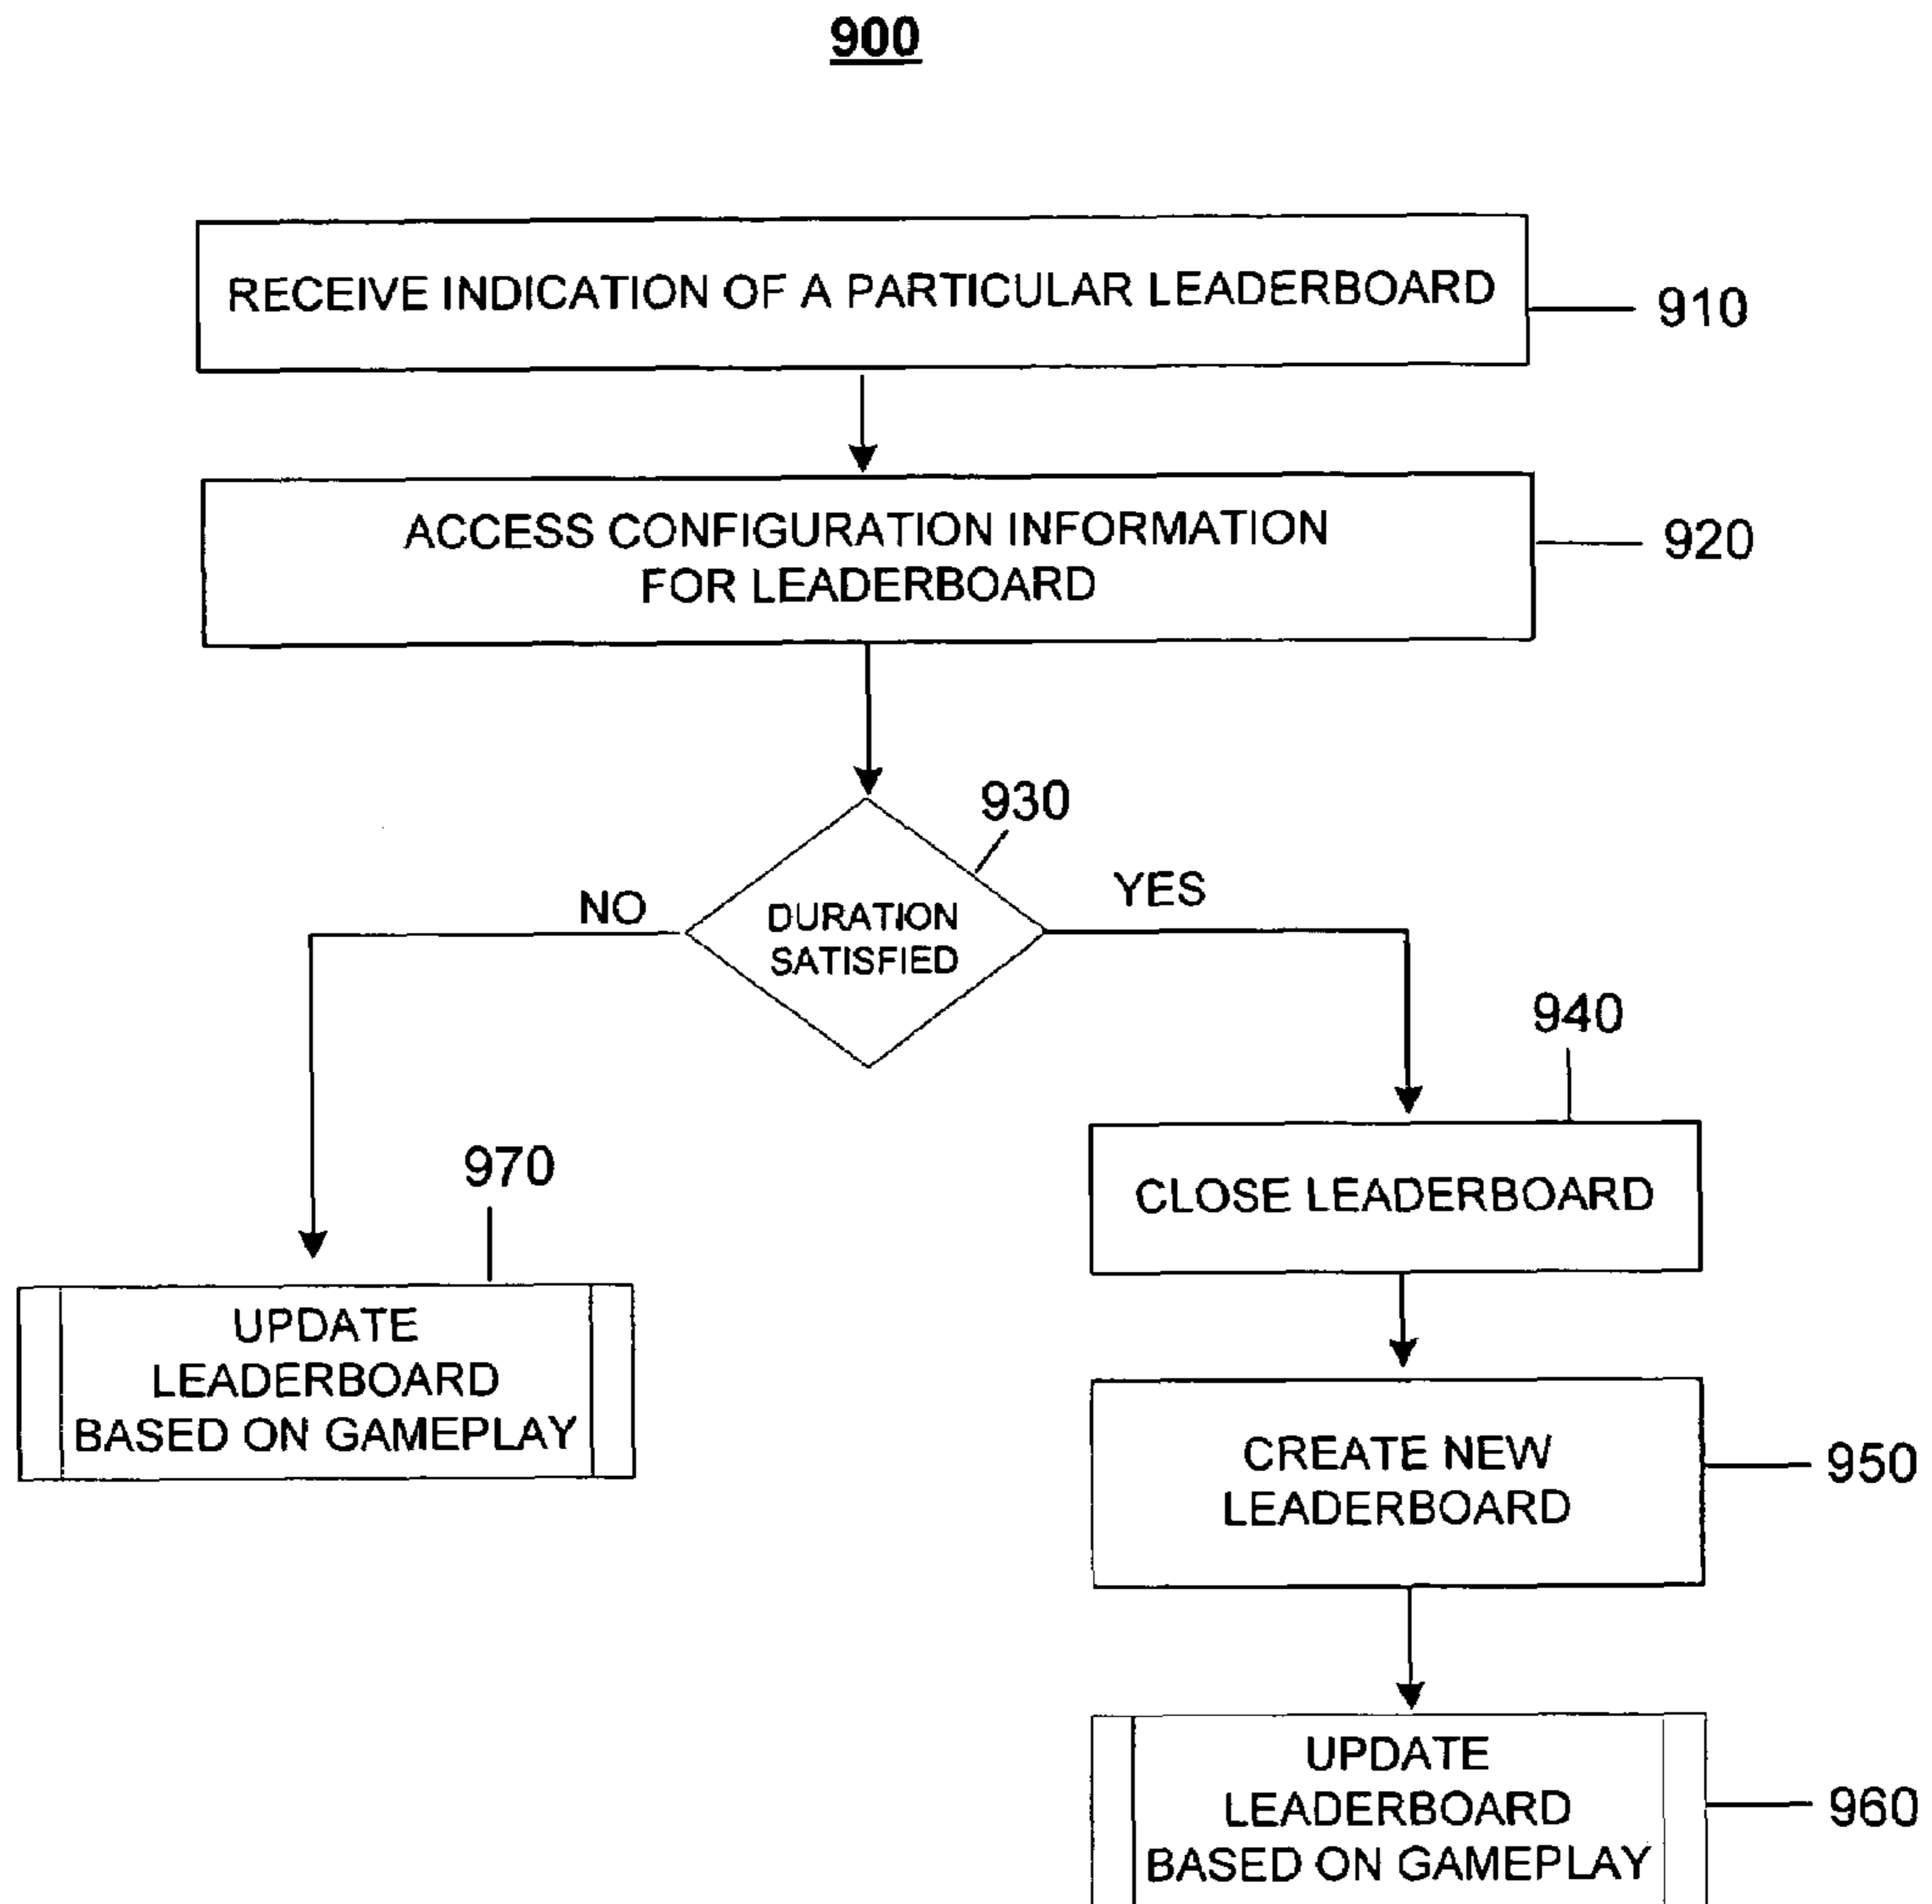 900
RECEIVE INDICATION OF A PARTICULAR LEADERBOARD
910
ACCESS CONFIGURATION INFORMATION
FOR LEADERBOARD
920
930
NO
DURATION
SATISFIED
YES
940
CLOSE LEADERBOARD
970
UPDATE
LEADERBOARD
BASED ON GAMEPLAY
CREATE NEW
LEADERBOARD
950
UPDATE
LEADERBOARD
BASED ON GAMEPLAY
960